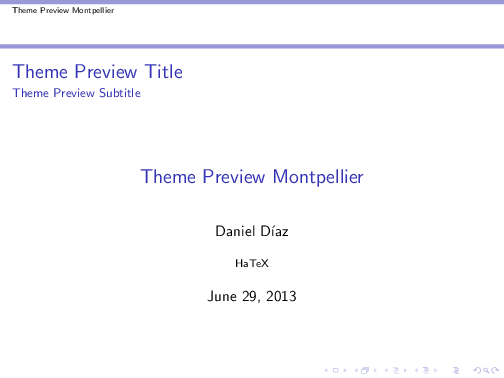 Theme Preview Montpellier
Theme Preview Title
Theme Preview Subtitle
Theme Preview Montpellier
Daniel Díaz
HaTeX
June 29, 2013